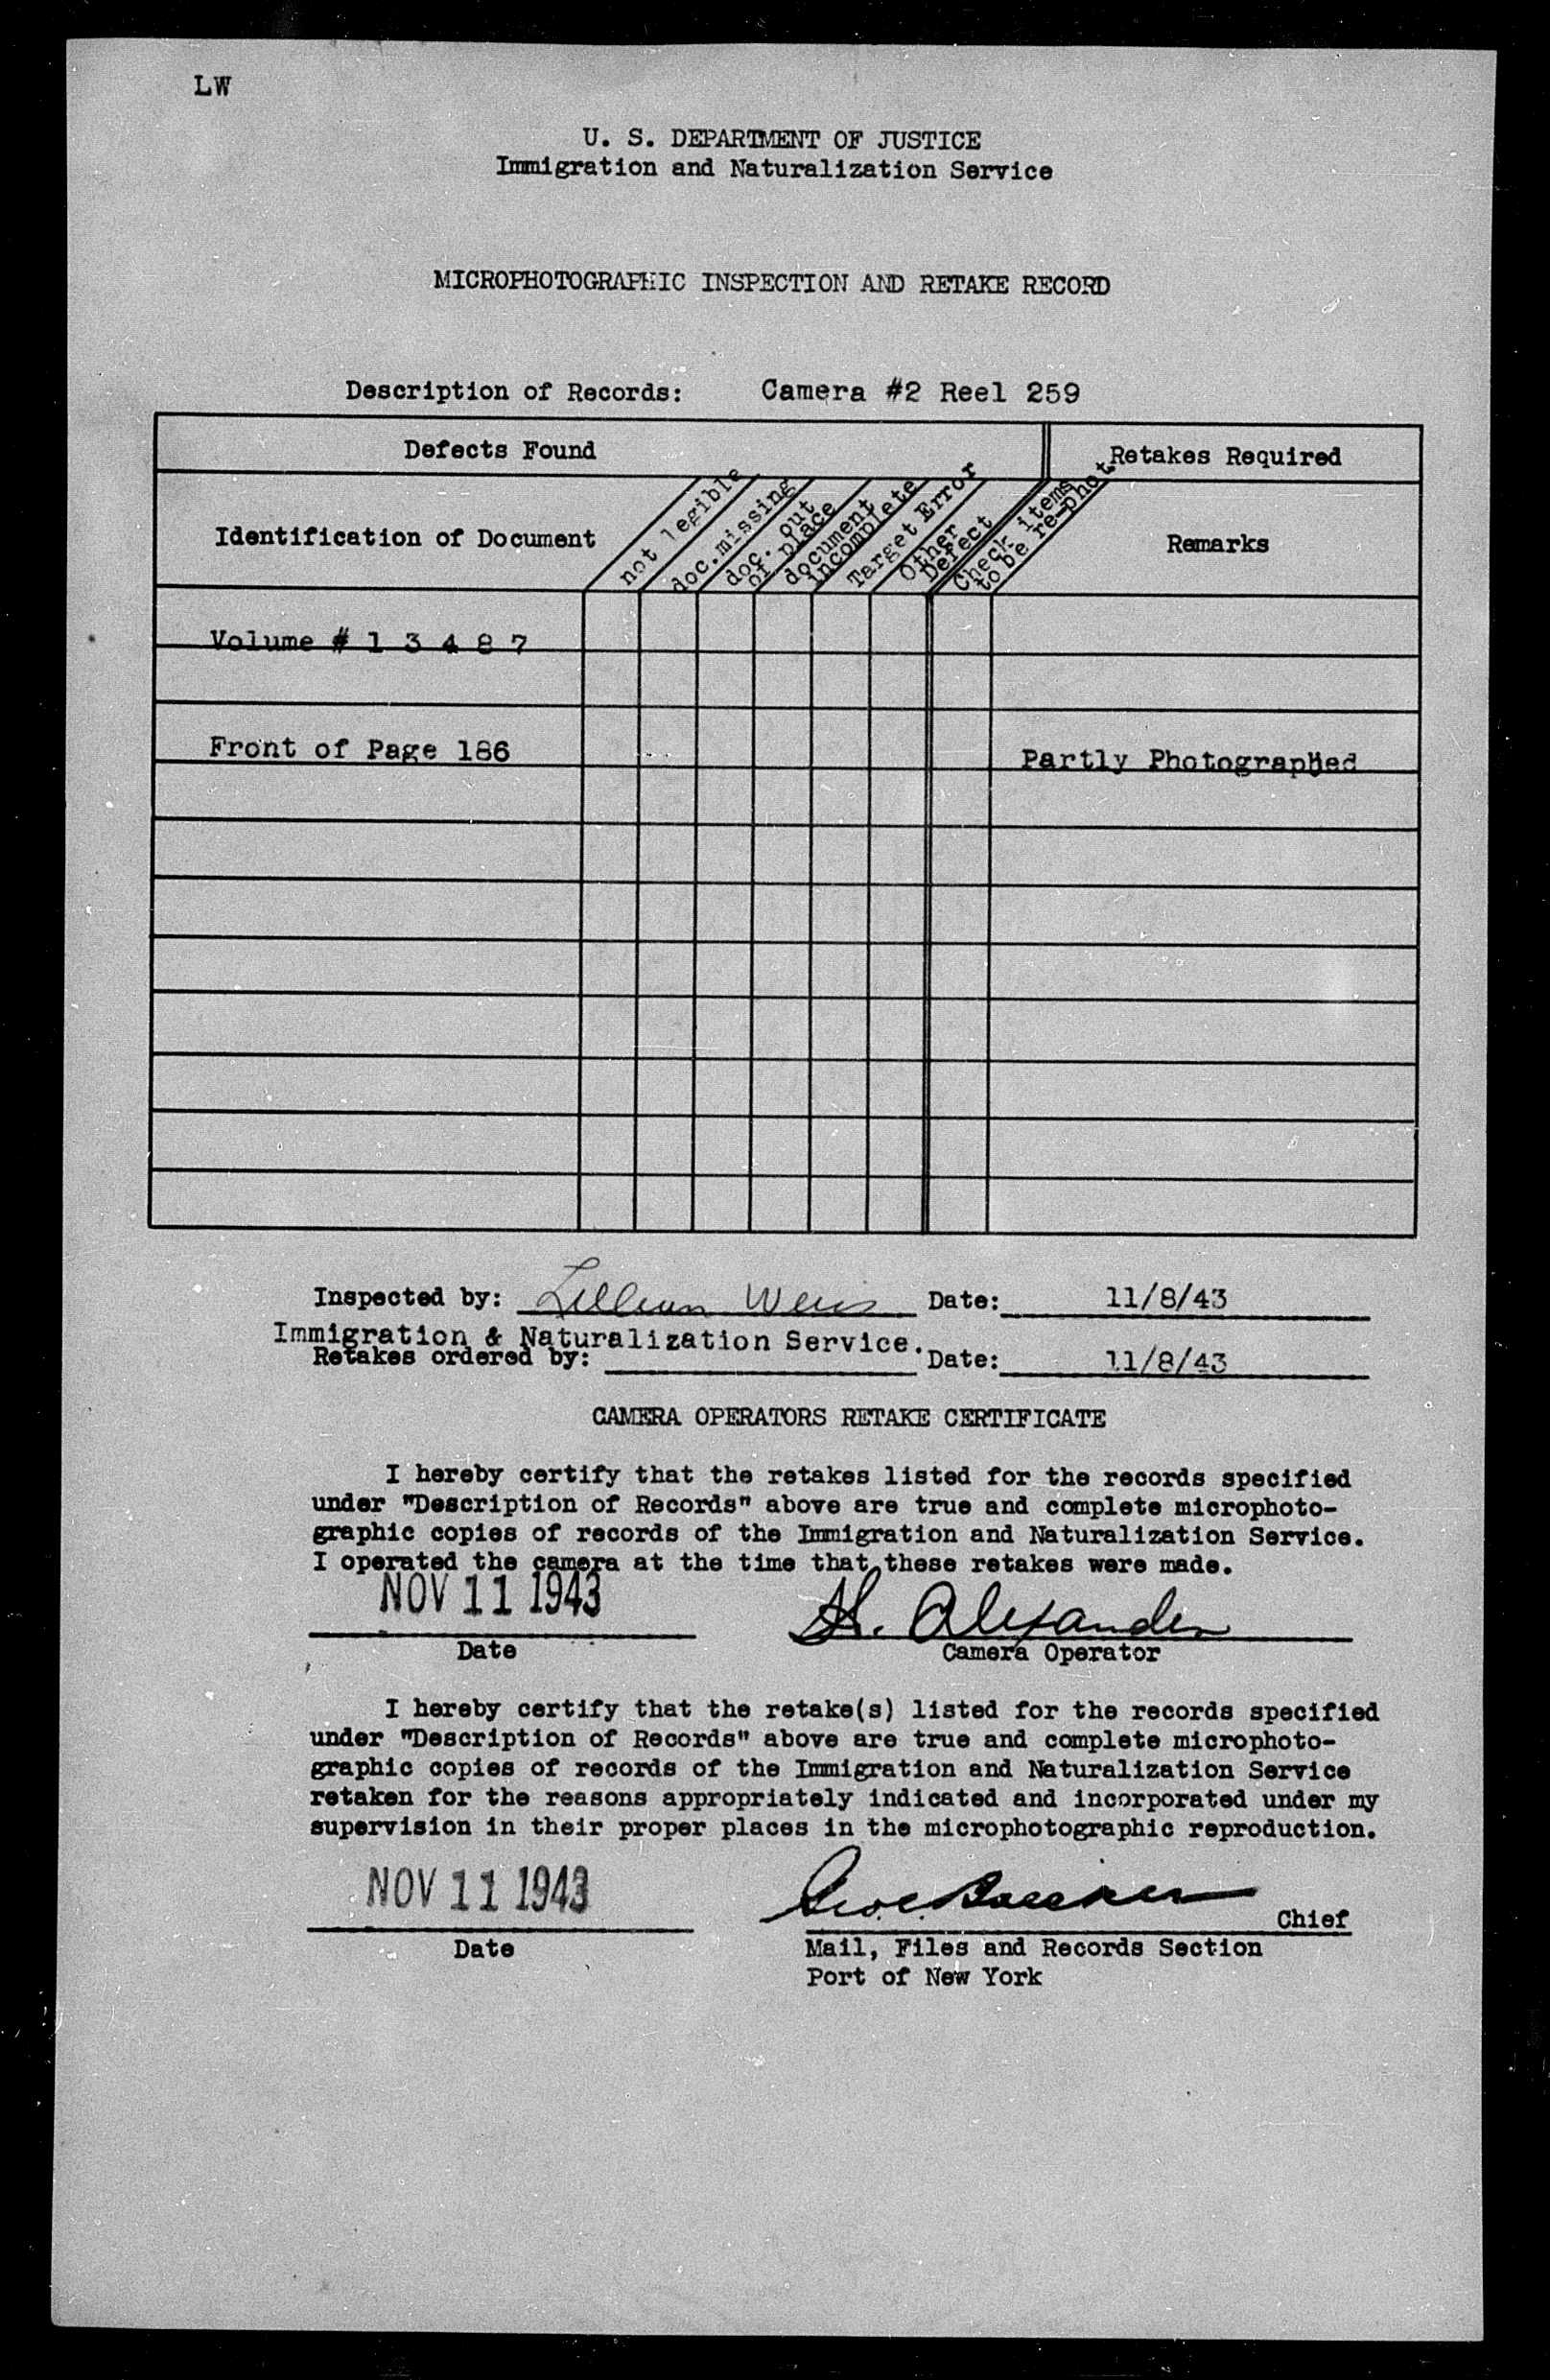 LW
U. S. DEPARTMENT OF JUSTICE
Immigration and Naturalization Service
MICROPHOTOGRAPHIC INSPECTION AND RETAKE RECORD
Description of Records: Camera #2 Reel 259
Defects Found
Retakes Required
Identification of Document
not legible
doc.missing
doc. out
of place
document
incomplete
Target Error
Other
Defect
Check items
to be re-phot.
Remarks
Volume # 1 3 4 8 7
Front of Page 186
Partly Photographed
Inspected by: Lillian Weis Date: 11/8/43
Immigration & Naturalization Service.
Retakes ordered by: Date: 11/8/43
CAMERA OPERATORS RETAKE CERTIFICATE
I hereby certify that the retakes listed for the records specified
under "Description of Records" above are true and complete microphoto-
graphic copies of records of the Immigration and Naturalization Service.
I operated the camera at the time that these retakes were made.
NOV 11 1943
H. Alexander
Date
Camera Operator
I hereby certify that the retake(s) listed for the records specified
under "Description of Records" above are true and complete microphoto-
graphic copies of records of the Immigration and Naturalization Service
retaken for the reasons appropriately indicated and incorporated under my
supervision in their proper places in the microphotographic reproduction.
NOV 11 1943
Chief
Date
Mail, Files and Records Section
Port of New York